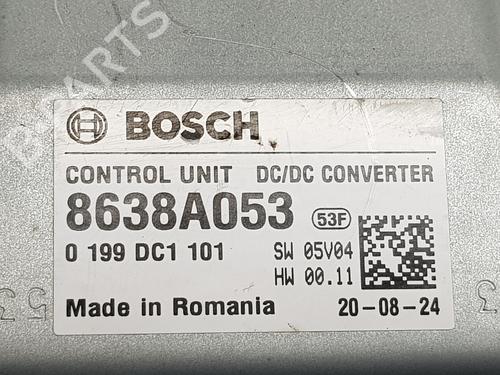 BOSCH
CONTROL UNIT DC/DC CONVERTER
8638A053 53F
0 199 DC1 101 SW 05V04
HW 00.11
Made in Romania 20-08-24